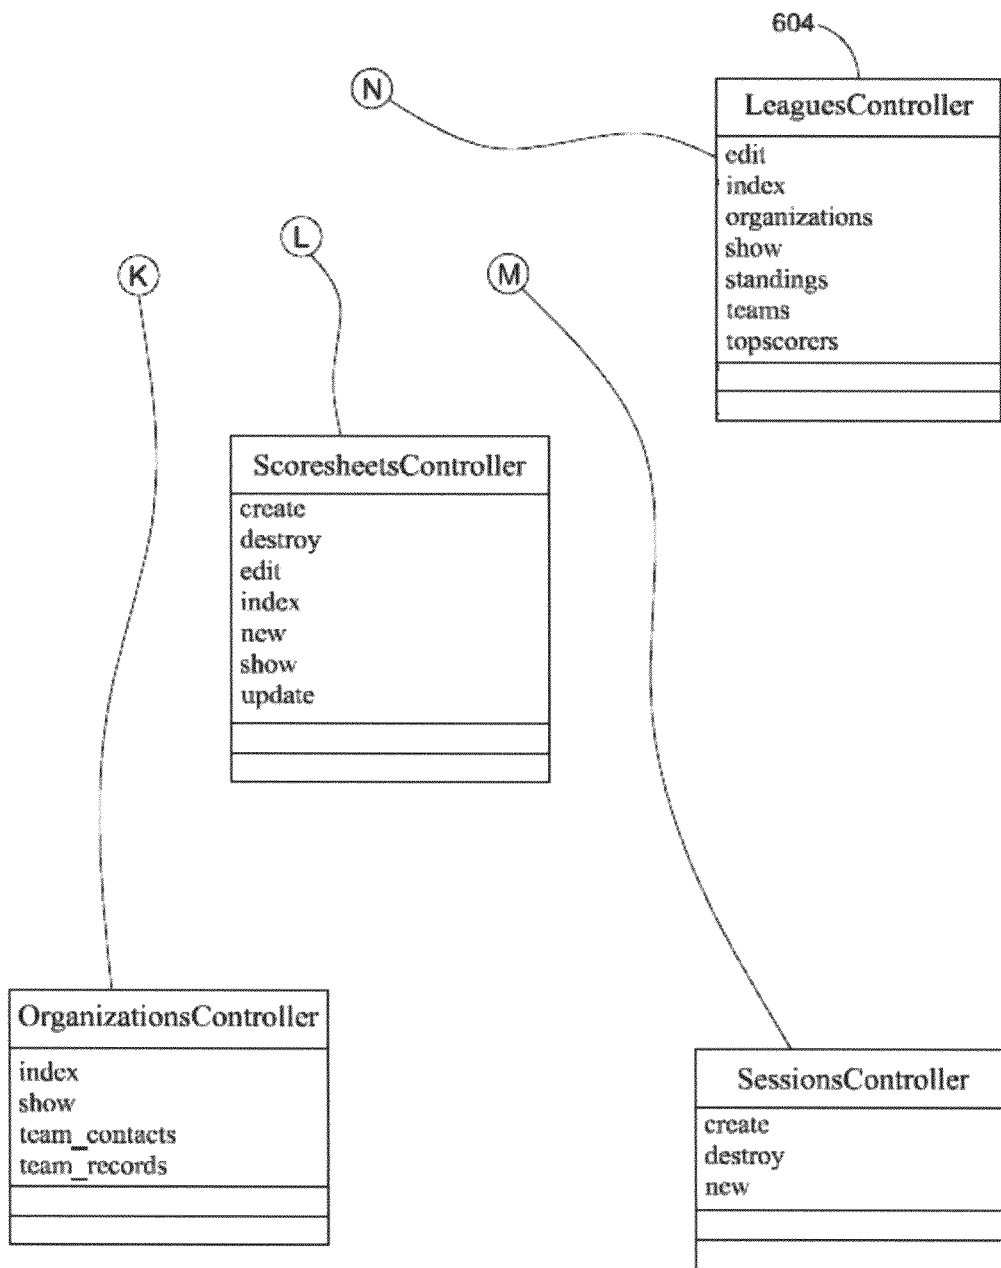 604
N
LeaguesController
edit
index
organizations
show
standings
teams
topscorers
L
K
M
ScoresheetsController
create
destroy
edit
index
new
show
update
OrganizationsController
index
show
team_contacts
team_records
SessionsController
create
destroy
new